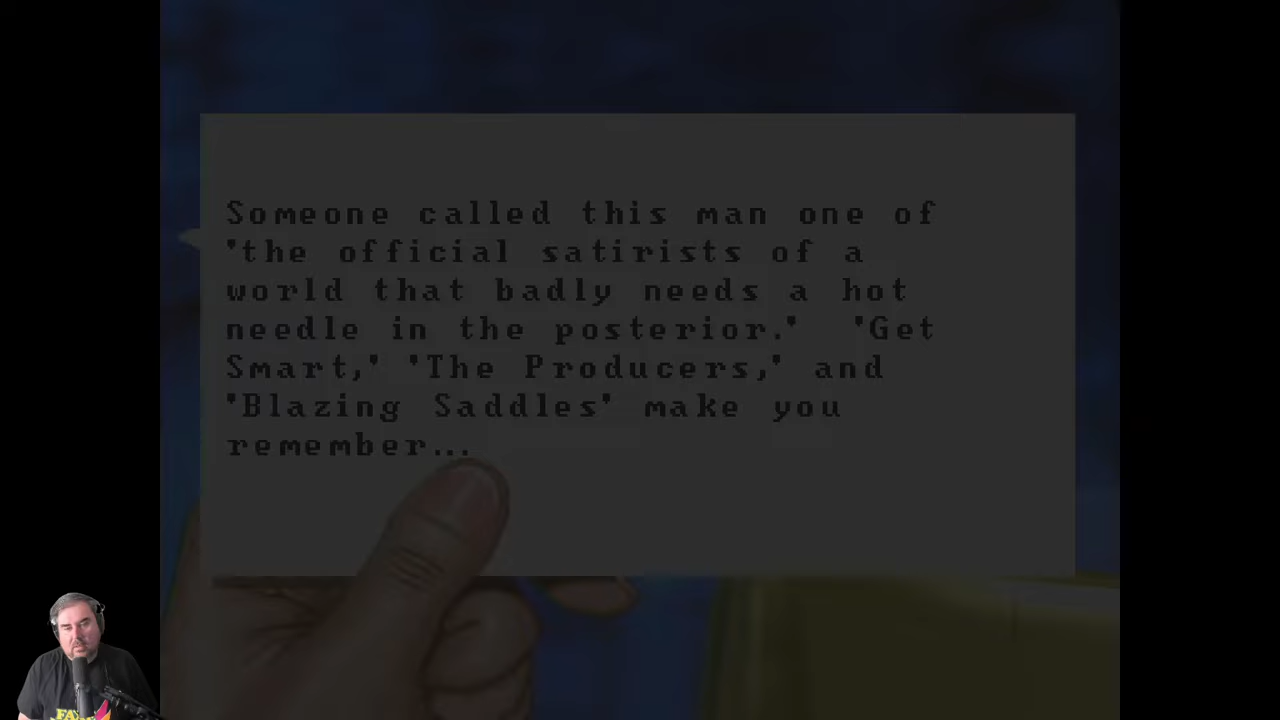 Someone called this man one of
'the official satirists of a
world that badly needs a hot
needle in the posterior.'  'Get
Smart,' 'The Producers,' and
'Blazing Saddles' make you
remember...